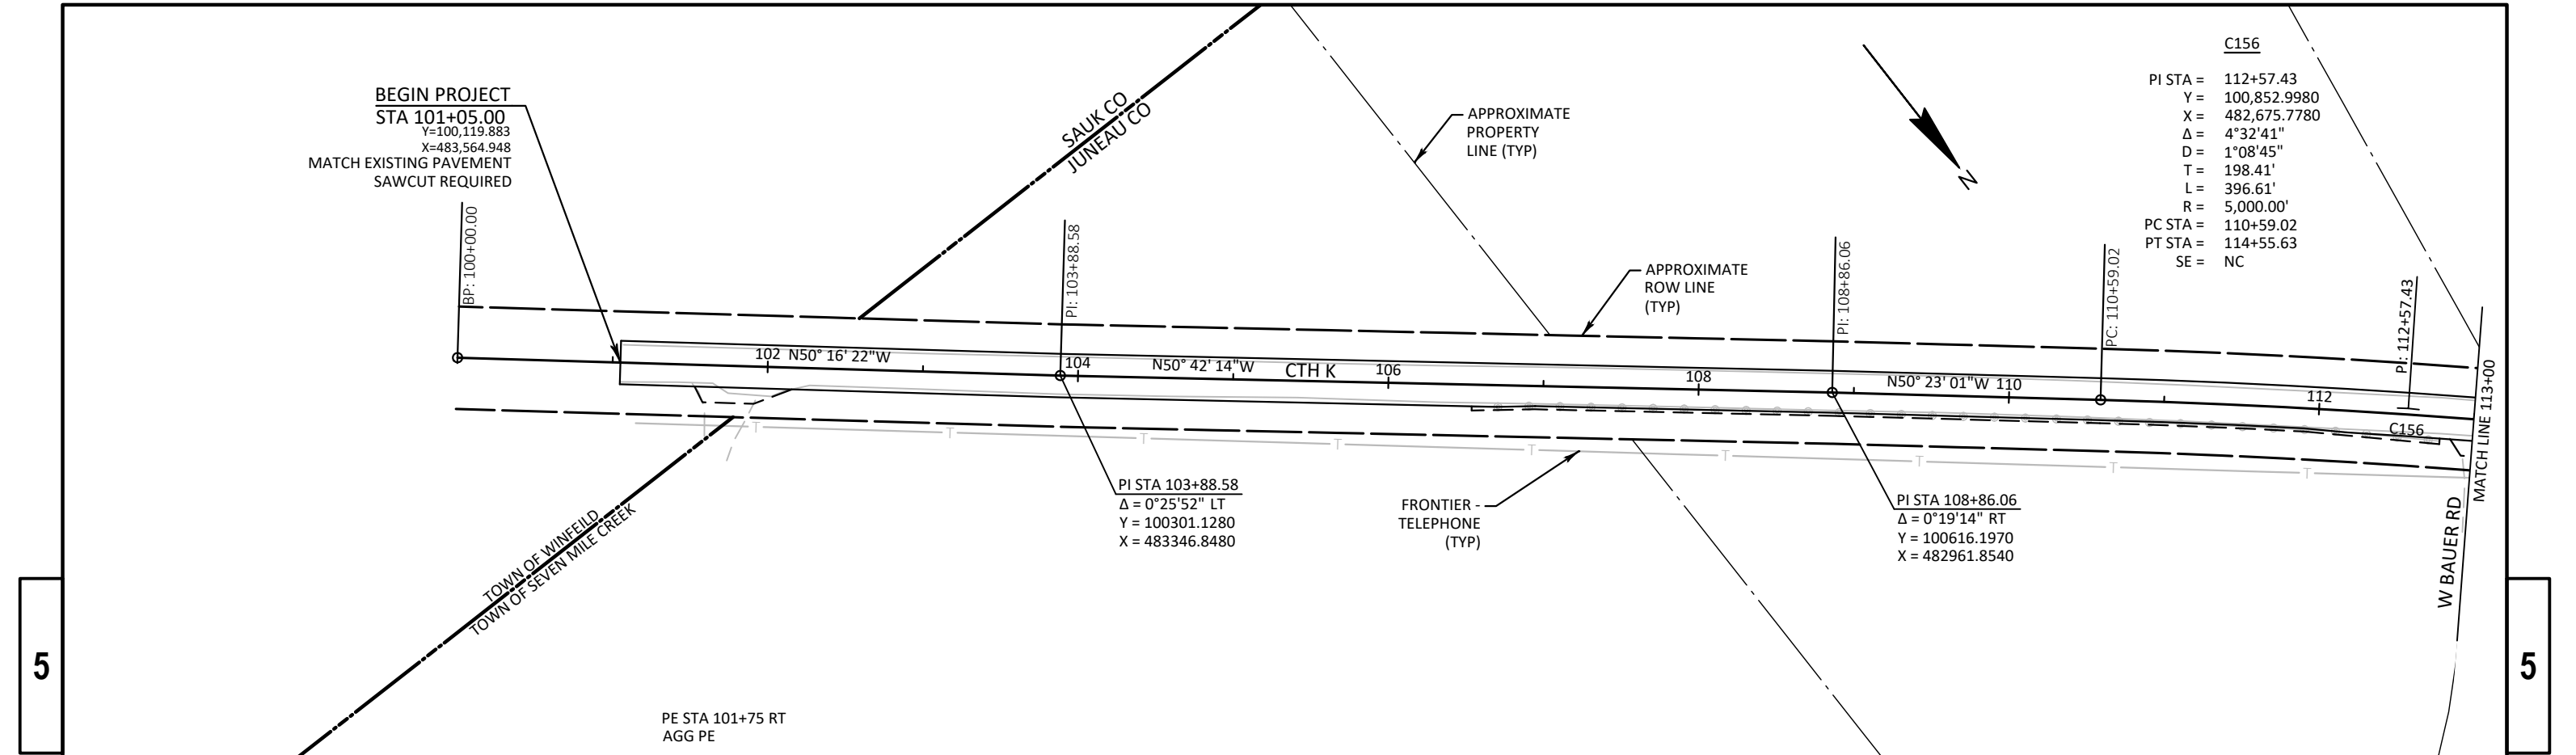 BEGIN PROJECT
STA 101+05.00
Y=100,119.883
X=483,564.948
MATCH EXISTING PAVEMENT
SAWCUT REQUIRED
BP: 100+00.00
SAUK CO
JUNEAU CO
PI: 103+88.58
APPROXIMATE
PROPERTY
LINE (TYP)
APPROXIMATE
ROW LINE
(TYP)
PI: 108+86.06
N
C156
PI STA = 112+57.43
Y = 100,852.9980
X = 482,675.7780
Δ = 4°32'41"
D = 1°08'45"
T = 198.41'
L = 396.61'
R = 5,000.00'
PC STA = 110+59.02
PT STA = 114+55.63
SE = NC
PC: 110+59.02
PI: 112+57.43
102 N50° 16' 22"W
104
N50° 42' 14"W
CTH K
106
108
N50° 23' 01"W 110
112
C156
MATCH LINE 113+00
T T T T T T T T T
PI STA 103+88.58
Δ = 0°25'52" LT
Y = 100301.1280
X = 483346.8480
FRONTIER -
TELEPHONE
(TYP)
PI STA 108+86.06
Δ = 0°19'14" RT
Y = 100616.1970
X = 482961.8540
W BAUER RD
TOWN OF WINFEILD
TOWN OF SEVEN MILE CREEK
5
5
PE STA 101+75 RT
AGG PE